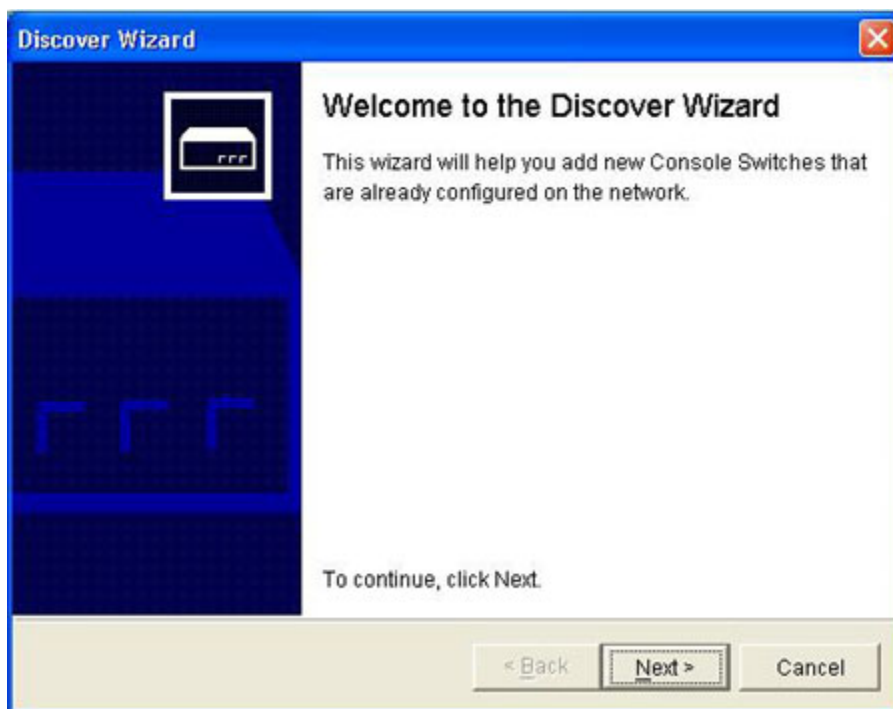 Discover Wizard
Welcome to the Discover Wizard
This wizard will help you add new Console Switches that
are already configured on the network.
To continue, click Next.
< Back
Next >
Cancel